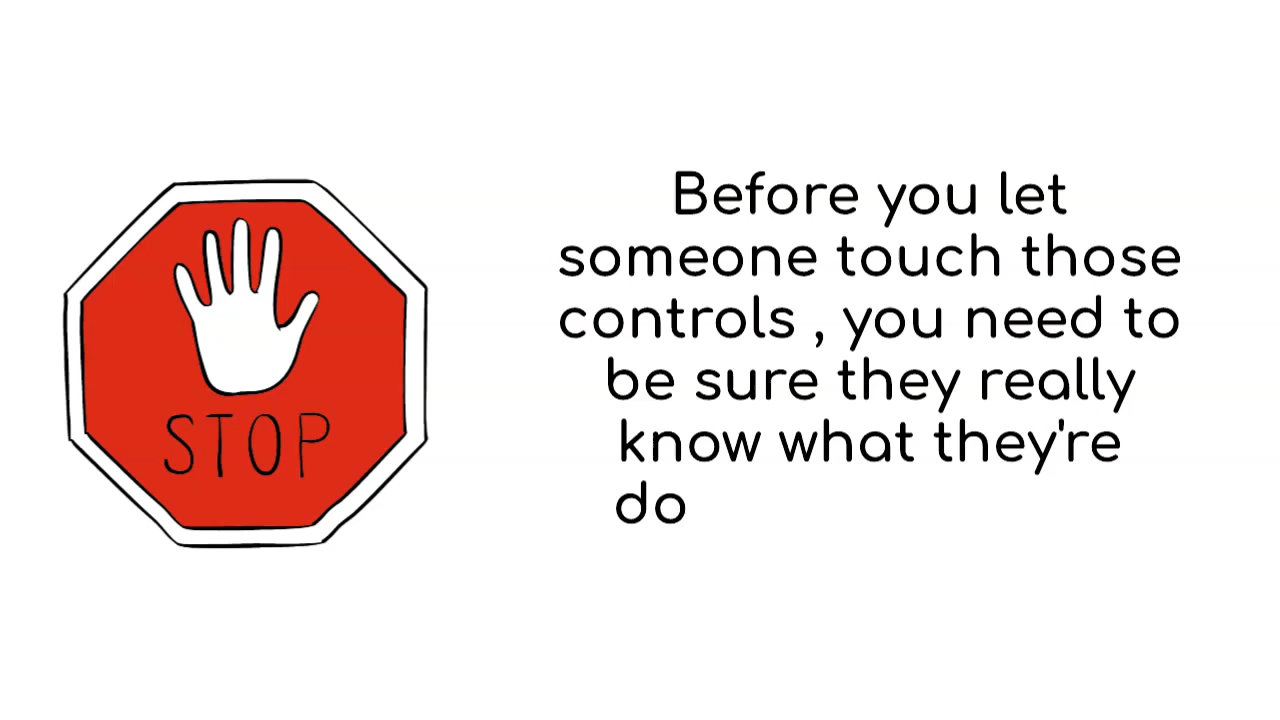 STOP
Before you let
someone touch those
controls , you need to
be sure they really
know what they're
do